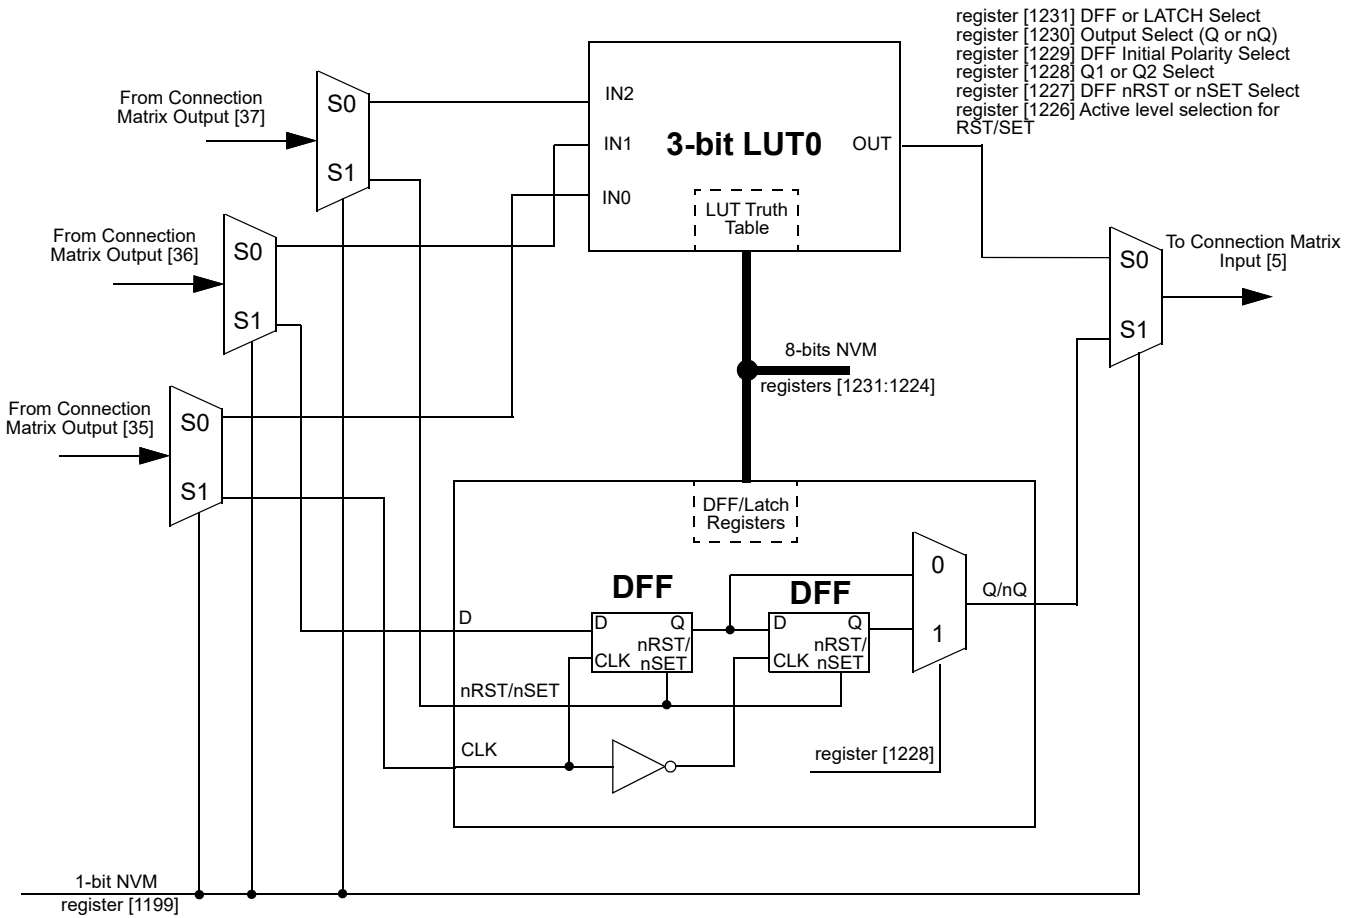 register [1231] DFF or LATCH Select
register [1230] Output Select (Q or nQ)
register [1229] DFF Initial Polarity Select
register [1228] Q1 or Q2 Select
register [1227] DFF nRST or nSET Select
register [1226] Active level selection for
RST/SET
From Connection
Matrix Output [37]
S0
S1
IN2
IN1
IN0
3-bit LUT0
OUT
LUT Truth
Table
From Connection
Matrix Output [36]
S0
S1
To Connection Matrix
Input [5]
S0
S1
8-bits NVM
registers [1231:1224]
From Connection
Matrix Output [35]
S0
S1
DFF/Latch
Registers
DFF
DFF
D
D
Q
nRST/
nSET
CLK
D
Q
nRST/
nSET
CLK
0
1
Q/nQ
nRST/nSET
CLK
register [1228]
1-bit NVM
register [1199]